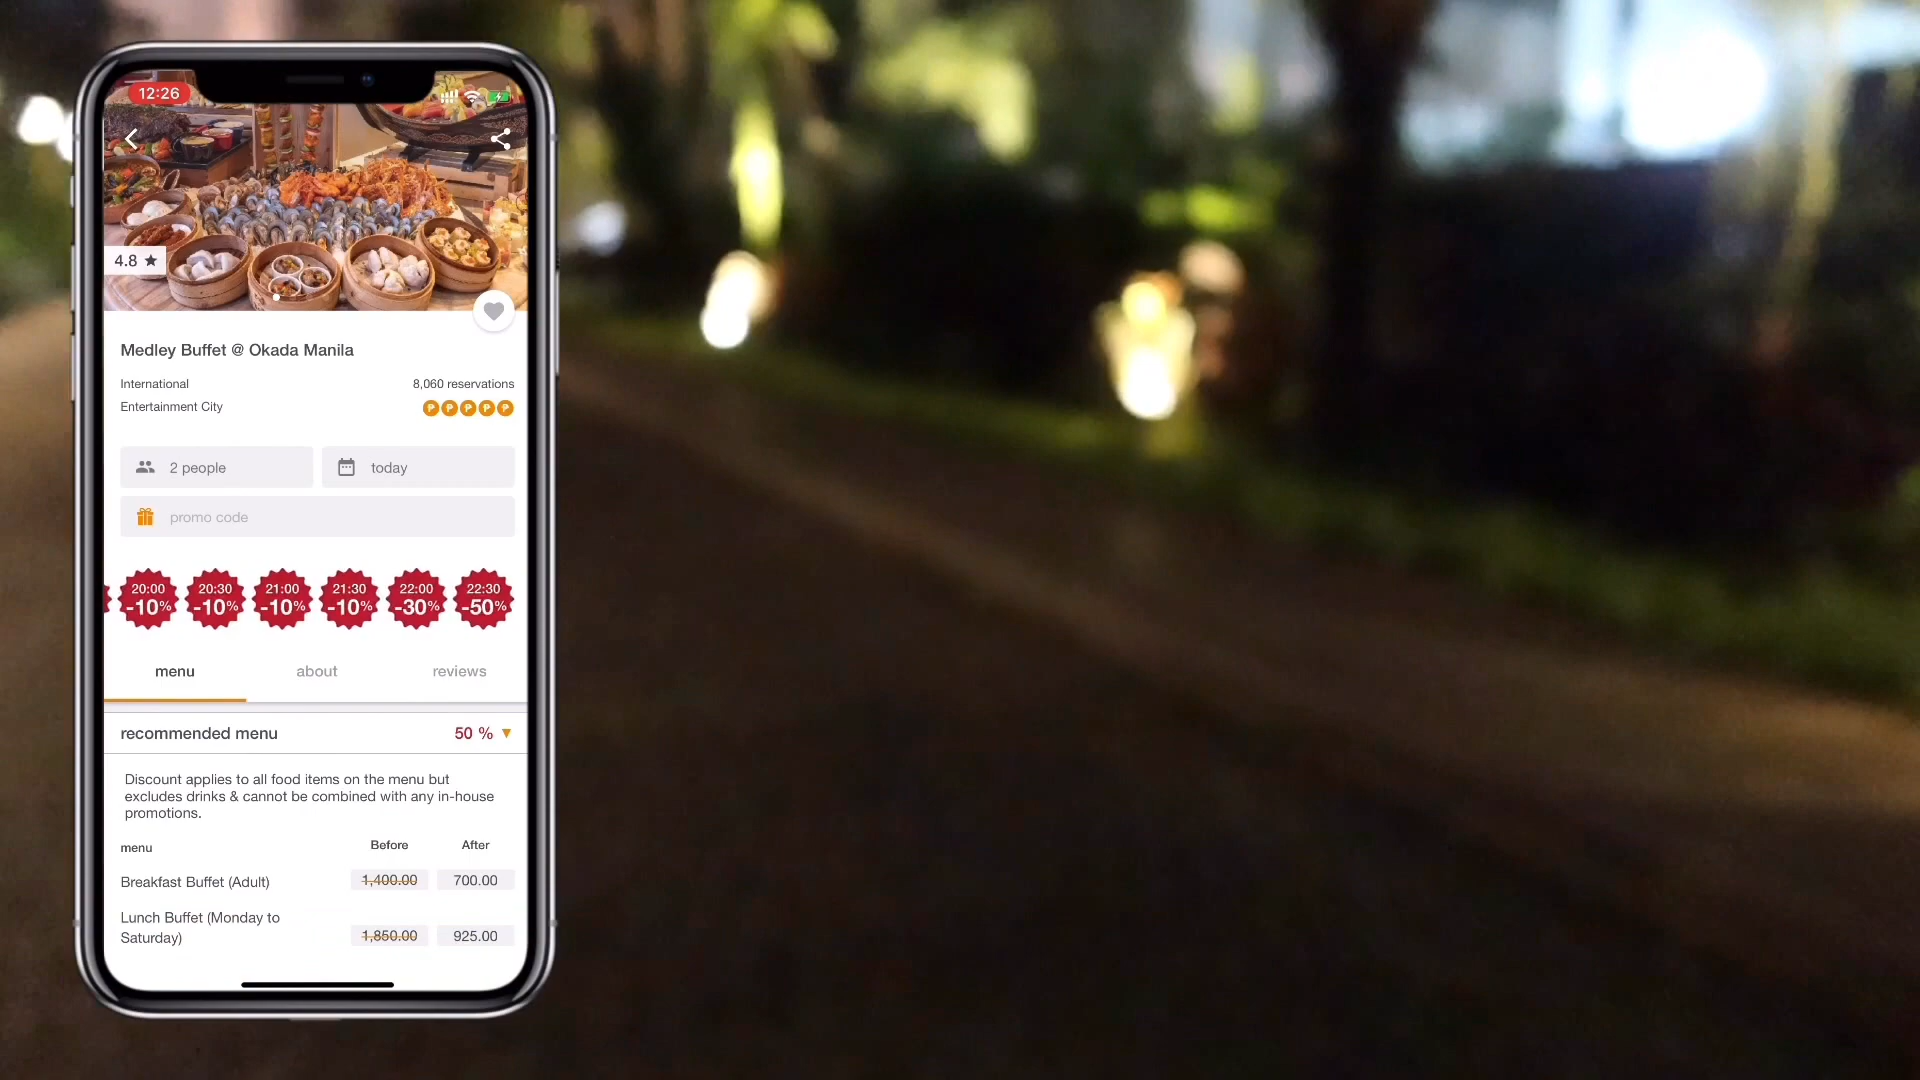 12:26
4.8
Medley Buffet @ Okada Manila
International
8,060 reservations
Entertainment City
2 people
today
promo code
20:00 20:30 21:00 21:30 22:00 22:30
-10% -10% -10% -10% -30% -50%
menu about reviews
recommended menu 50 %
Discount applies to all food items on the menu but
excludes drinks & cannot be combined with any in-house
promotions.
menu Before After
Breakfast Buffet (Adult) 1,400.00 700.00
Lunch Buffet (Monday to
Saturday) 1,850.00 925.00